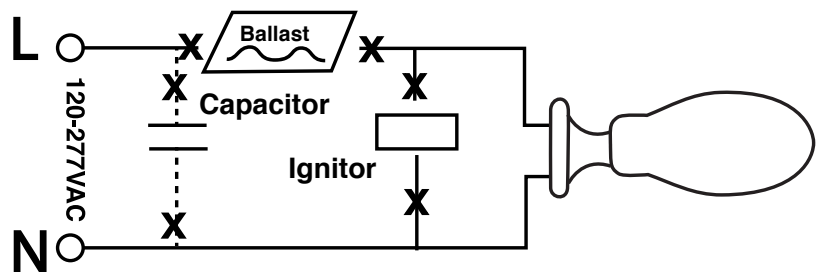 L
Ballast
X
X
X
X
Capacitor
120-277VAC
Ignitor
X
X
N